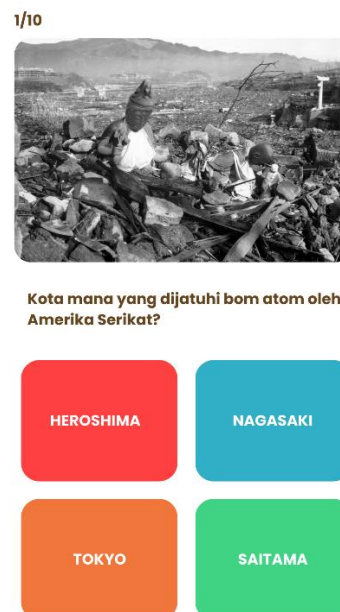 1/10
Kota mana yang dijatuhi bom atom oleh
Amerika Serikat?
HEROSHIMA
NAGASAKI
TOKYO
SAITAMA